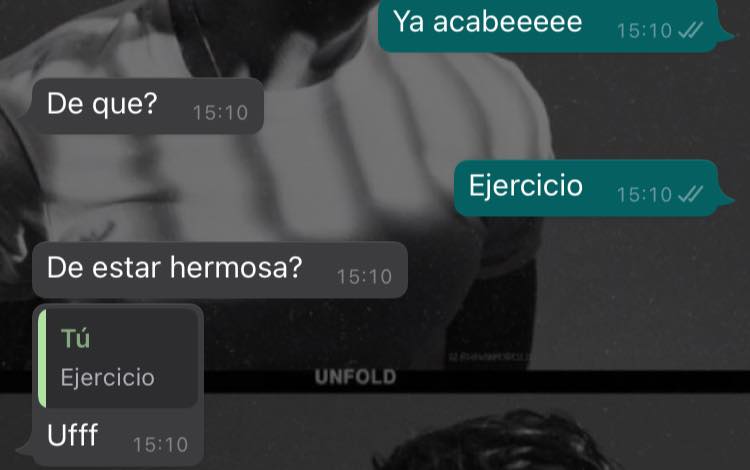 Ya acabeeeee 15:10
De que? 15:10
Ejercicio 15:10
De estar hermosa? 15:10
Tú
Ejercicio
UNFOLD
Ufff 15:10